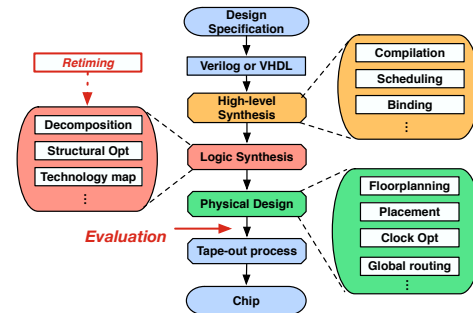 Design
Specification
Verilog or VHDL
High-level
Synthesis
Logic Synthesis
Physical Design
Tape-out process
Chip
Retiming
Decomposition
Structural Opt
Technology map
...
Evaluation
Compilation
Scheduling
Binding
...
Floorplanning
Placement
Clock Opt
Global routing